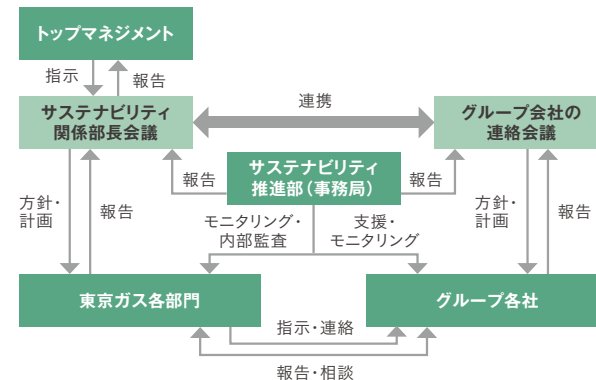 トップマネジメント
指示
報告
サステナビリティ
関係部長会議
連携
グループ会社の
連絡会議
報告
サステナビリティ
推進部（事務局）
報告
方針・
計画
報告
モニタリング・
内部監査
支援・
モニタリング
方針・
計画
報告
東京ガス各部門
グループ各社
指示・連絡
報告・相談